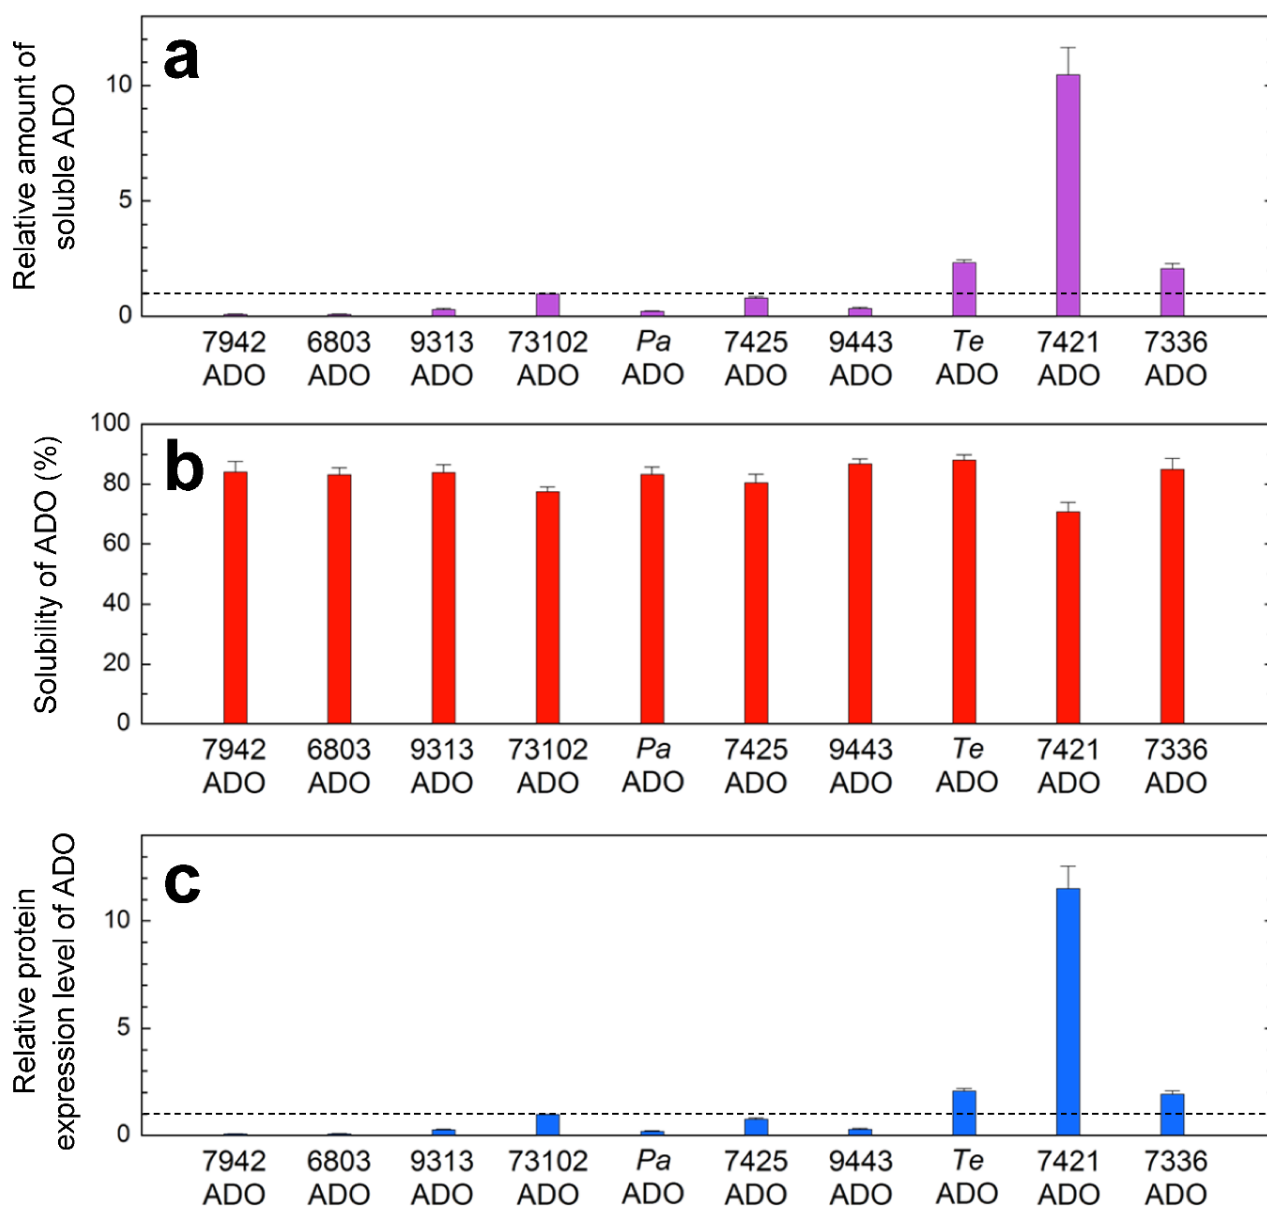 a
Relative amount of
soluble ADO
10
5
0
7942 6803 9313 73102 Pa 7425 9443 Te 7421 7336
ADO ADO ADO ADO ADO ADO ADO ADO ADO ADO
b
Solubility of ADO (%)
100
80
60
40
20
0
7942 6803 9313 73102 Pa 7425 9443 Te 7421 7336
ADO ADO ADO ADO ADO ADO ADO ADO ADO ADO
c
Relative protein
expression level of ADO
10
5
0
7942 6803 9313 73102 Pa 7425 9443 Te 7421 7336
ADO ADO ADO ADO ADO ADO ADO ADO ADO ADO